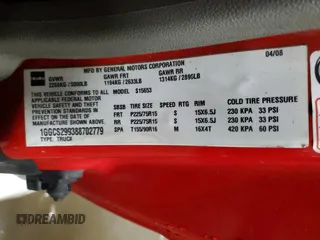 MFD BY GENERAL MOTORS CORPORATION
04/08
GVWR GAWR FRT GAWR RR
2268KG / 5000LB 1194KG / 2633LB 1314KG / 2895LB
THIS VEHICLE CONFORMS TO ALL MODEL S15653
APPLICABLE FEDERAL MOTOR
VEHICLE SAFETY AND
THEFT PREVENTION STANDARDS
IN EFFECT ON THE DATE OF
MANUFACTURE SHOWN ABOVE.
1GGCS299388702779
TYPE: TRUCK
SBSB TIRE SIZE SPEED RTG RIM COLD TIRE PRESSURE
FRT P225/75R15 S 15X6.5J 230 KPA 33 PSI
RR P225/75R15 S 15X6.5J 230 KPA 33 PSI
SPA T155/90R16 M 16X4T 420 KPA 60 PSI
DREAMBID